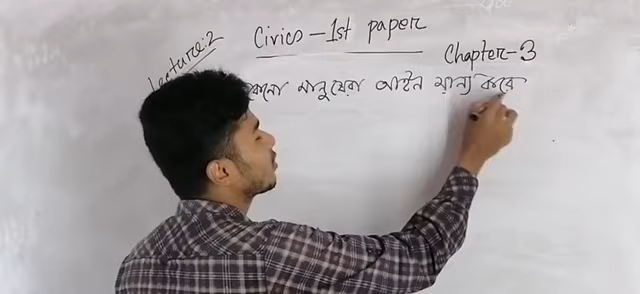 Lecture:2
Civics - 1st paper
Chapter-3
মানুষেরা আইন মান্য করে